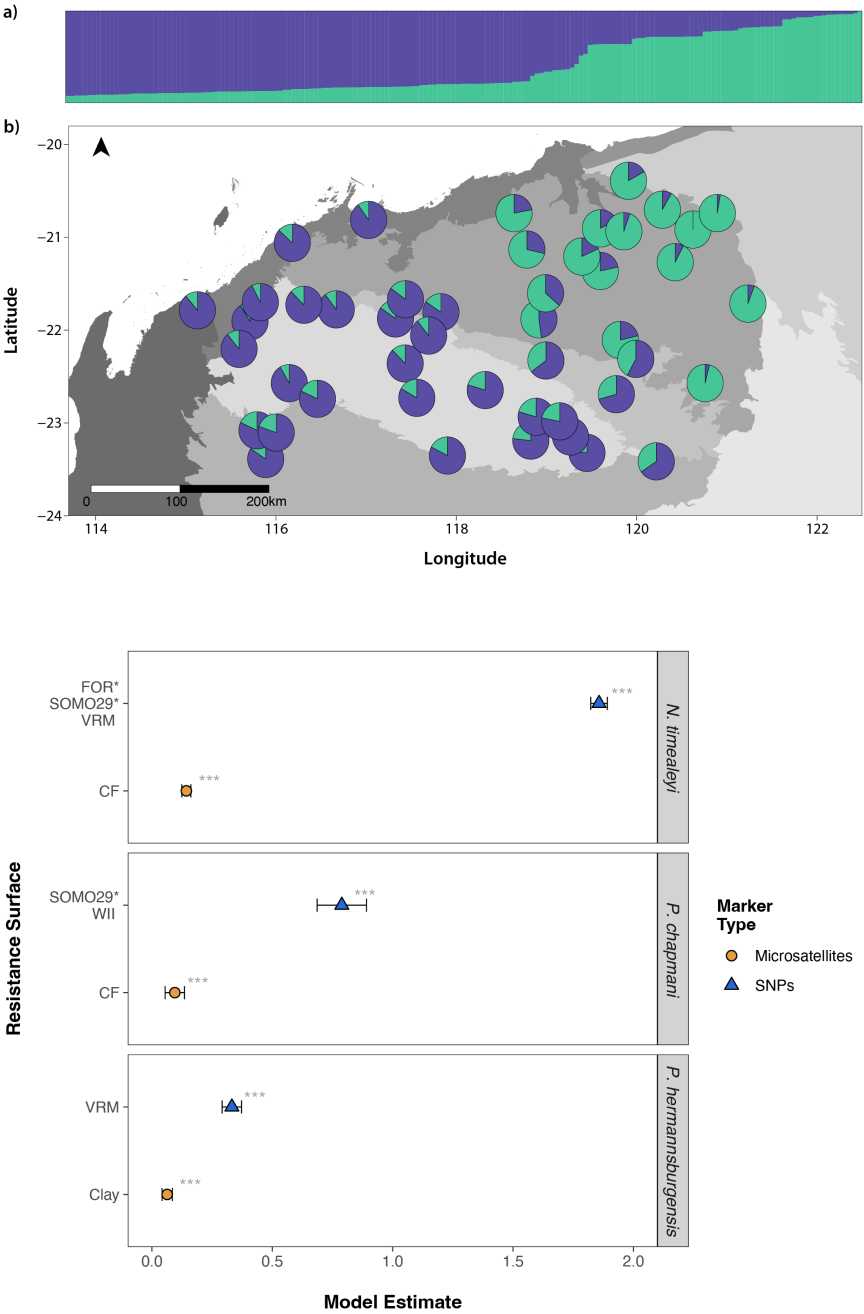 a)
b)
−20
−21
−22
−23
−24
Latitude
0
100
200km
114
116
118
120
122
Longitude
FOR*
SOMO29*
VRM
***
CF
***
N. timealeyi
SOMO29*
WII
***
CF
***
P. chapmani
VRM
***
Clay
***
P. hermannsburgensis
Resistance Surface
0.0
0.5
1.0
1.5
2.0
Model Estimate
Marker
Type
Microsatellites
SNPs